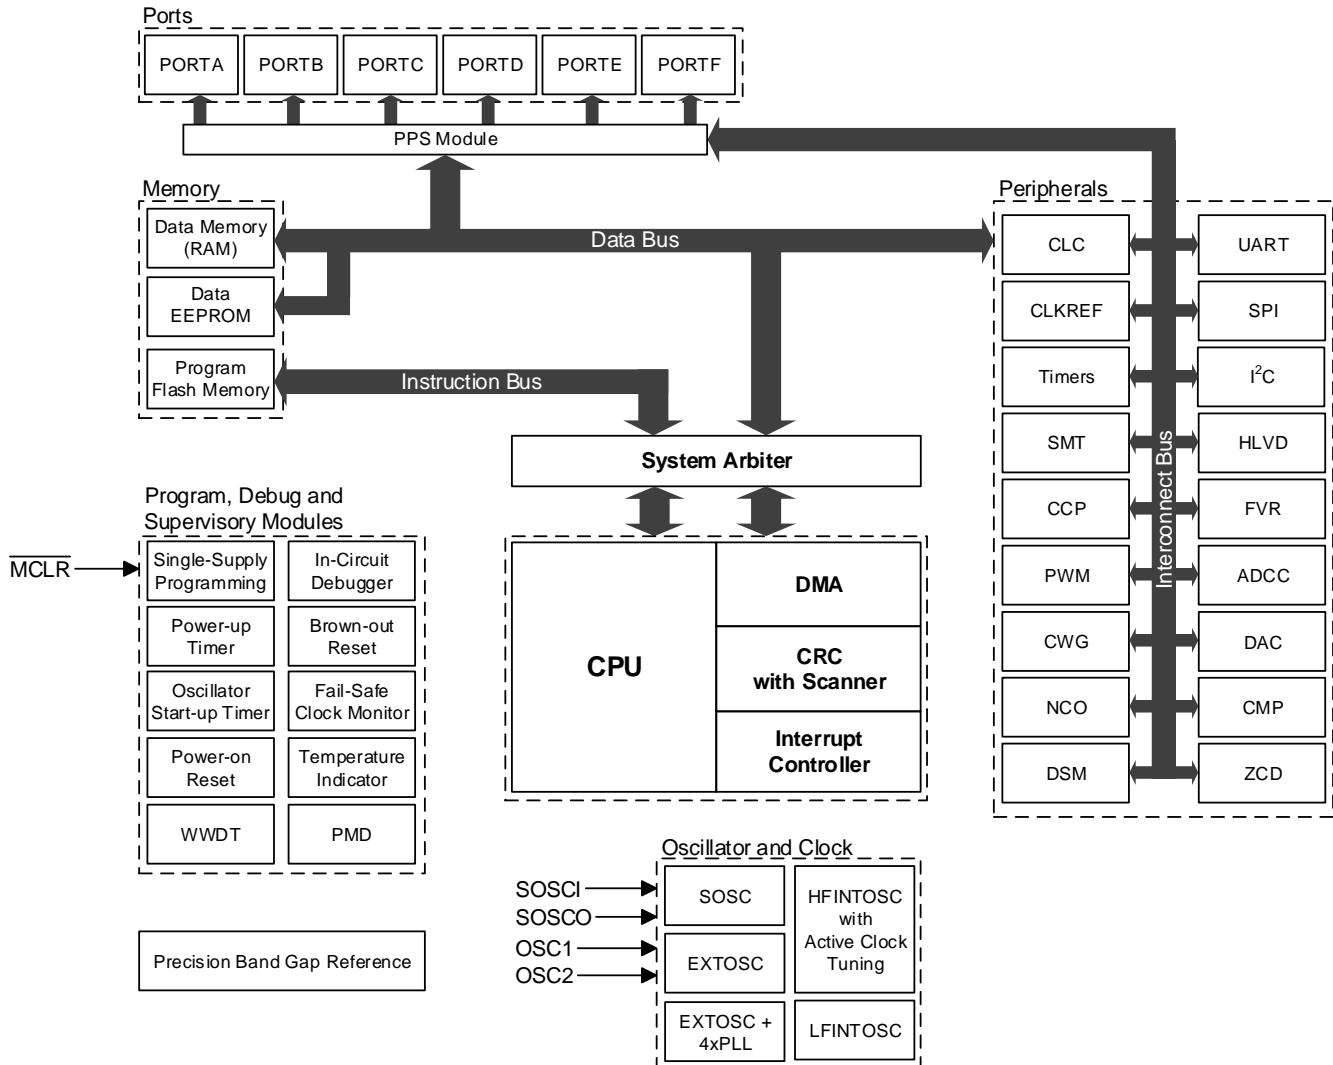 Ports
PORTA
PORTB
PORTC
PORTD
PORTE
PORTF
PPS Module
Memory
Data Memory
(RAM)
Data
EEPROM
Program
Flash Memory
Data Bus
Instruction Bus
System Arbiter
CPU
DMA
CRC
with Scanner
Interrupt
Controller
Peripherals
CLC
UART
CLKREF
SPI
Timers
I²C
SMT
HLVD
CCP
FVR
PWM
ADCC
CWG
DAC
NCO
CMP
DSM
ZCD
Interconnect Bus
Program, Debug and
Supervisory Modules
MCLR
Single-Supply
Programming
In-Circuit
Debugger
Power-up
Timer
Brown-out
Reset
Oscillator
Start-up Timer
Fail-Safe
Clock Monitor
Power-on
Reset
Temperature
Indicator
WWDT
PMD
Precision Band Gap Reference
Oscillator and Clock
SOSCI
SOSCO
OSC1
OSC2
SOSC
HFINTOSC
with
Active Clock
Tuning
EXTOSC
EXTOSC +
4xPLL
LFINTOSC